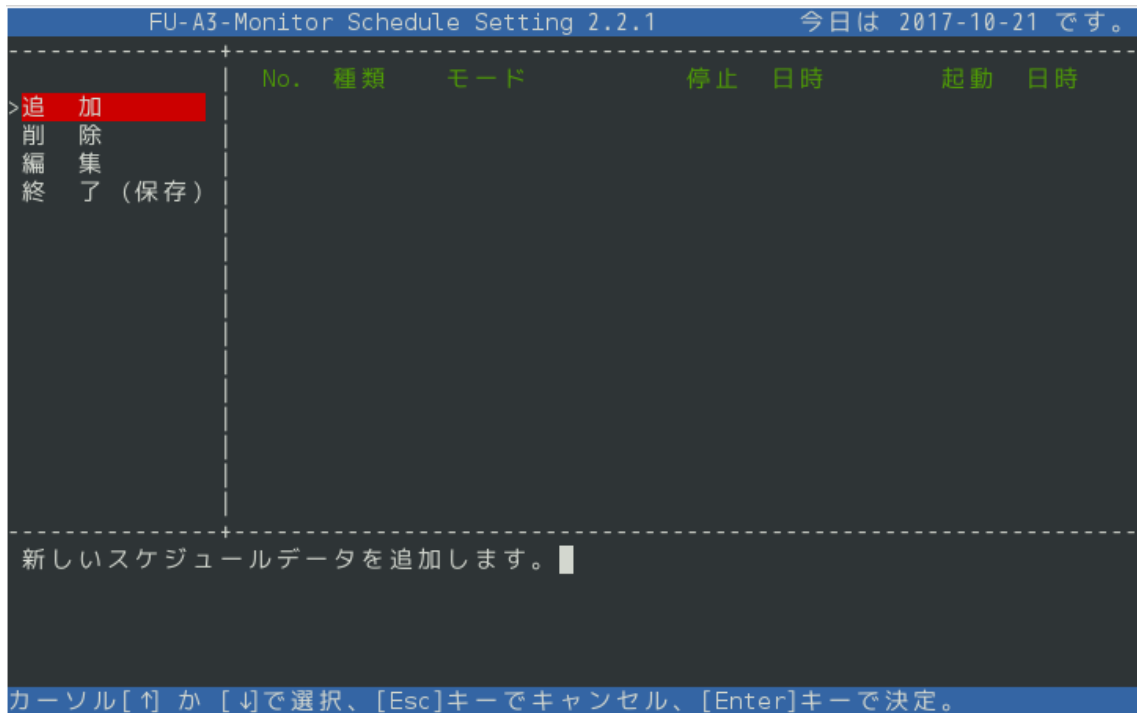 FU-A3-Monitor Schedule Setting 2.2.1 今日は 2017-10-21 です。
No. 種類 モード 停止 日時 起動 日時
>追 加
削 除
編 集
終 了 (保存)
新しいスケジュールデータを追加します。
カーソル[↑] か [↓]で選択、[Esc]キーでキャンセル、[Enter]キーで決定。